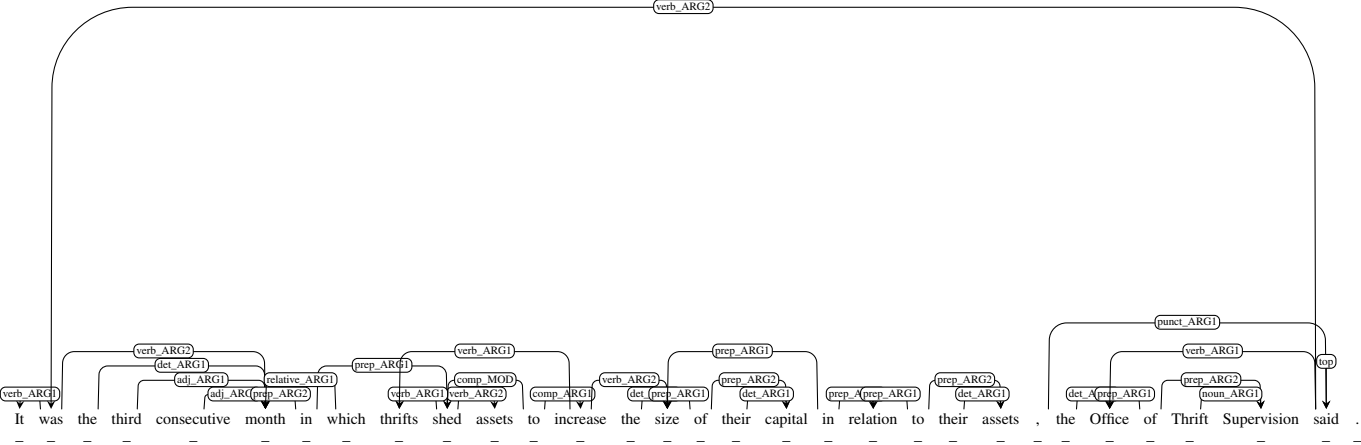 verb_ARG2
punct_ARG1
verb_ARG2 verb_ARG1 prep_ARG1 verb_ARG1
det_ARG1 prep_ARG1 top
adj_ARG1 relative_ARG1 comp_MOD verb_ARG2 prep_ARG2 prep_ARG2 prep_ARG2
verb_ARG1 prep_ARG2 verb_ARG1 verb_ARG2 comp_ARG1 prep_ARG1 det_ARG1 prep_ARG1 det_ARG1 prep_ARG1 noun_ARG1
It was the third consecutive month in which thrifts shed assets to increase the size of their capital in relation to their assets , the Office of Thrift Supervision said .
_ _ _ _ _ _ _ _ _ _ _ _ _ _ _ _ _ _ _ _ _ _ _ _ _ _ _ _ _ _ _